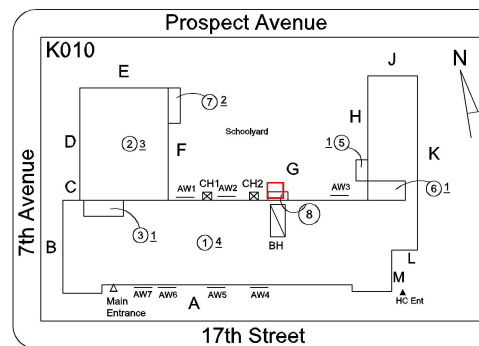 Prospect Avenue
K010
J
N
E
7 2
H
D
2 3
F
Schoolyard
1 5
K
G
C
AW1
CH1
AW2
CH2
AW3
6 1
7th Avenue
3 1
8
B
1 4
BH
L
M
Main
Entrance
AW7
AW6
A
AW5
AW4
HC Ent
17th Street